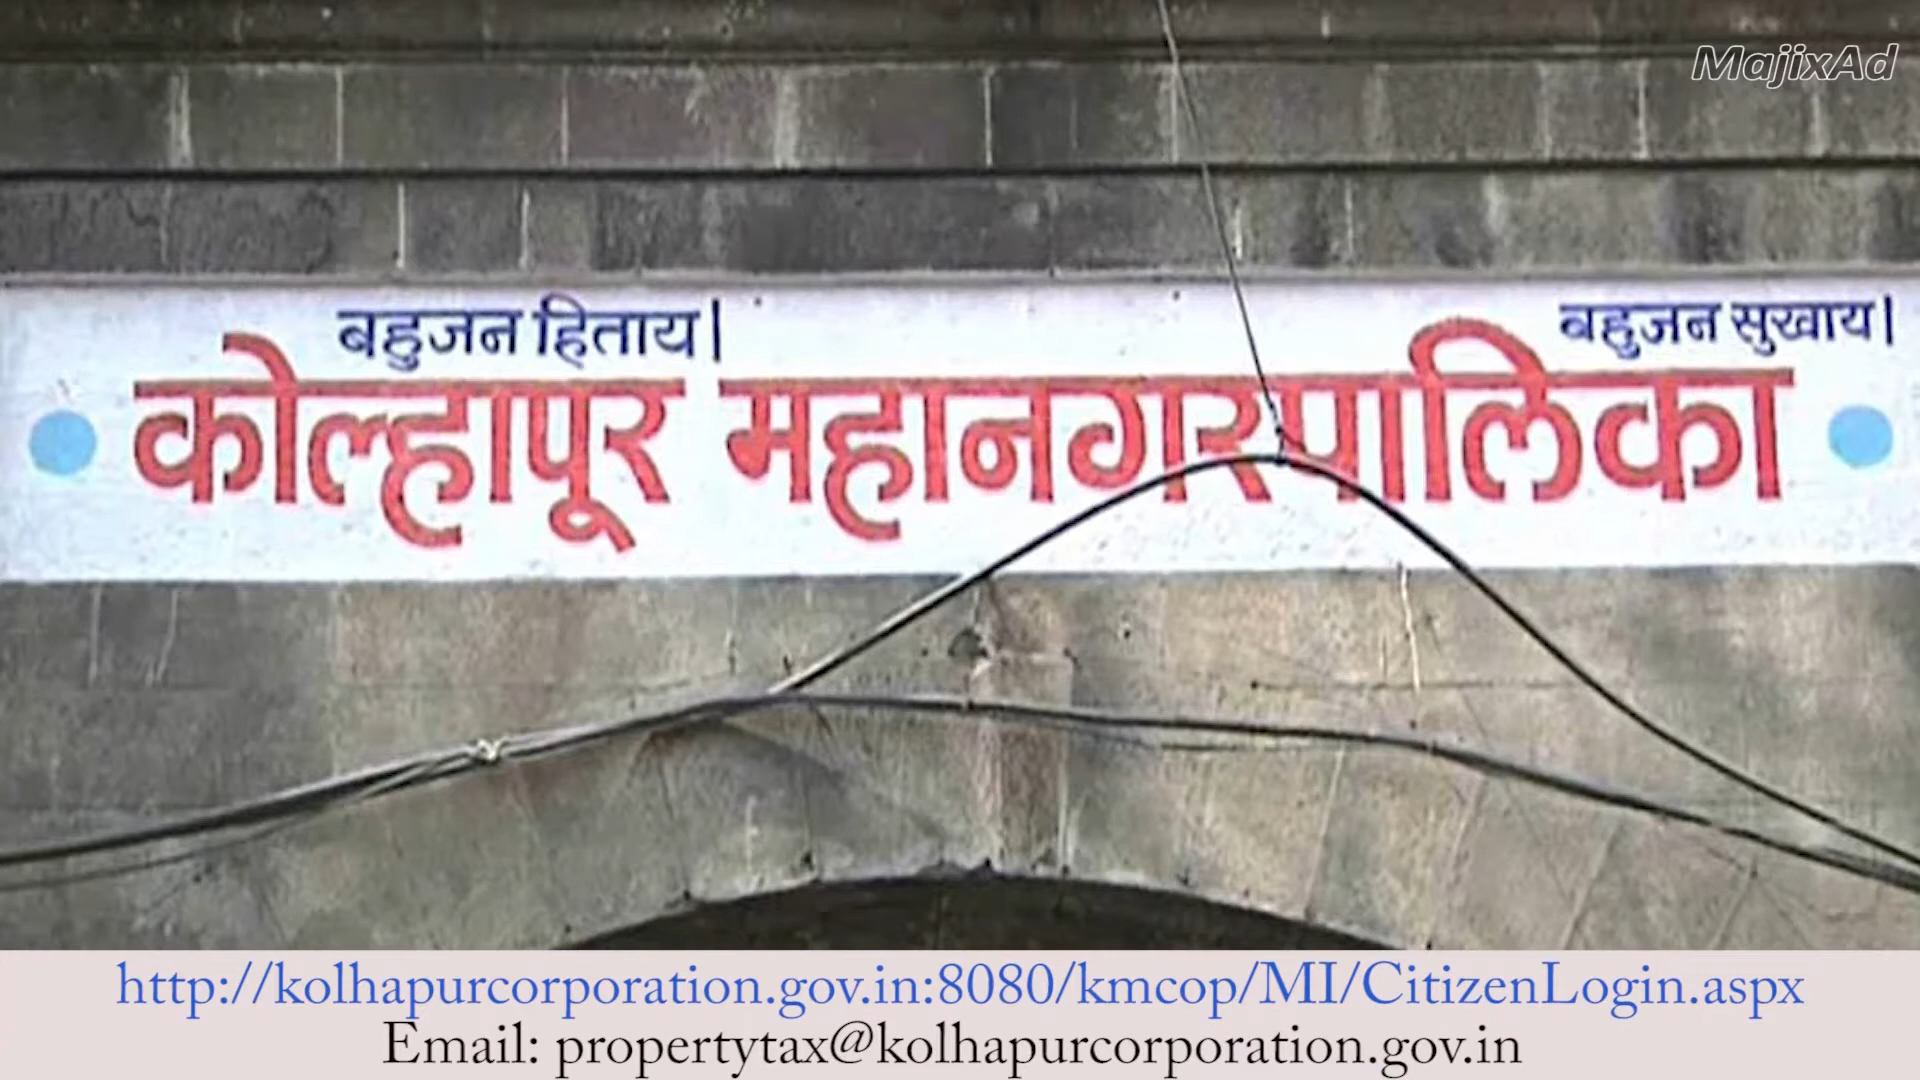 MajixAd
बहुजन हिताय| बहुजन सुखाय|
कोल्हापूर महानगरपालिका
http://kolhapurcorporation.gov.in:8080/kmcop/MI/CitizenLogin.aspx
Email: propertytax@kolhapurcorporation.gov.in